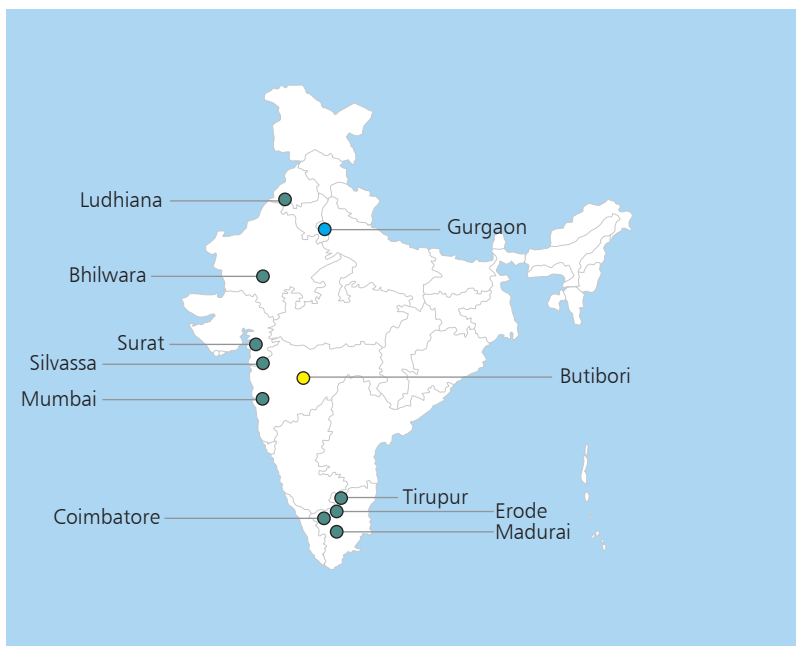 Ludhiana
Gurgaon
Bhilwara
Surat
Silvassa
Butibori
Mumbai
Tirupur
Erode
Coimbatore
Madurai